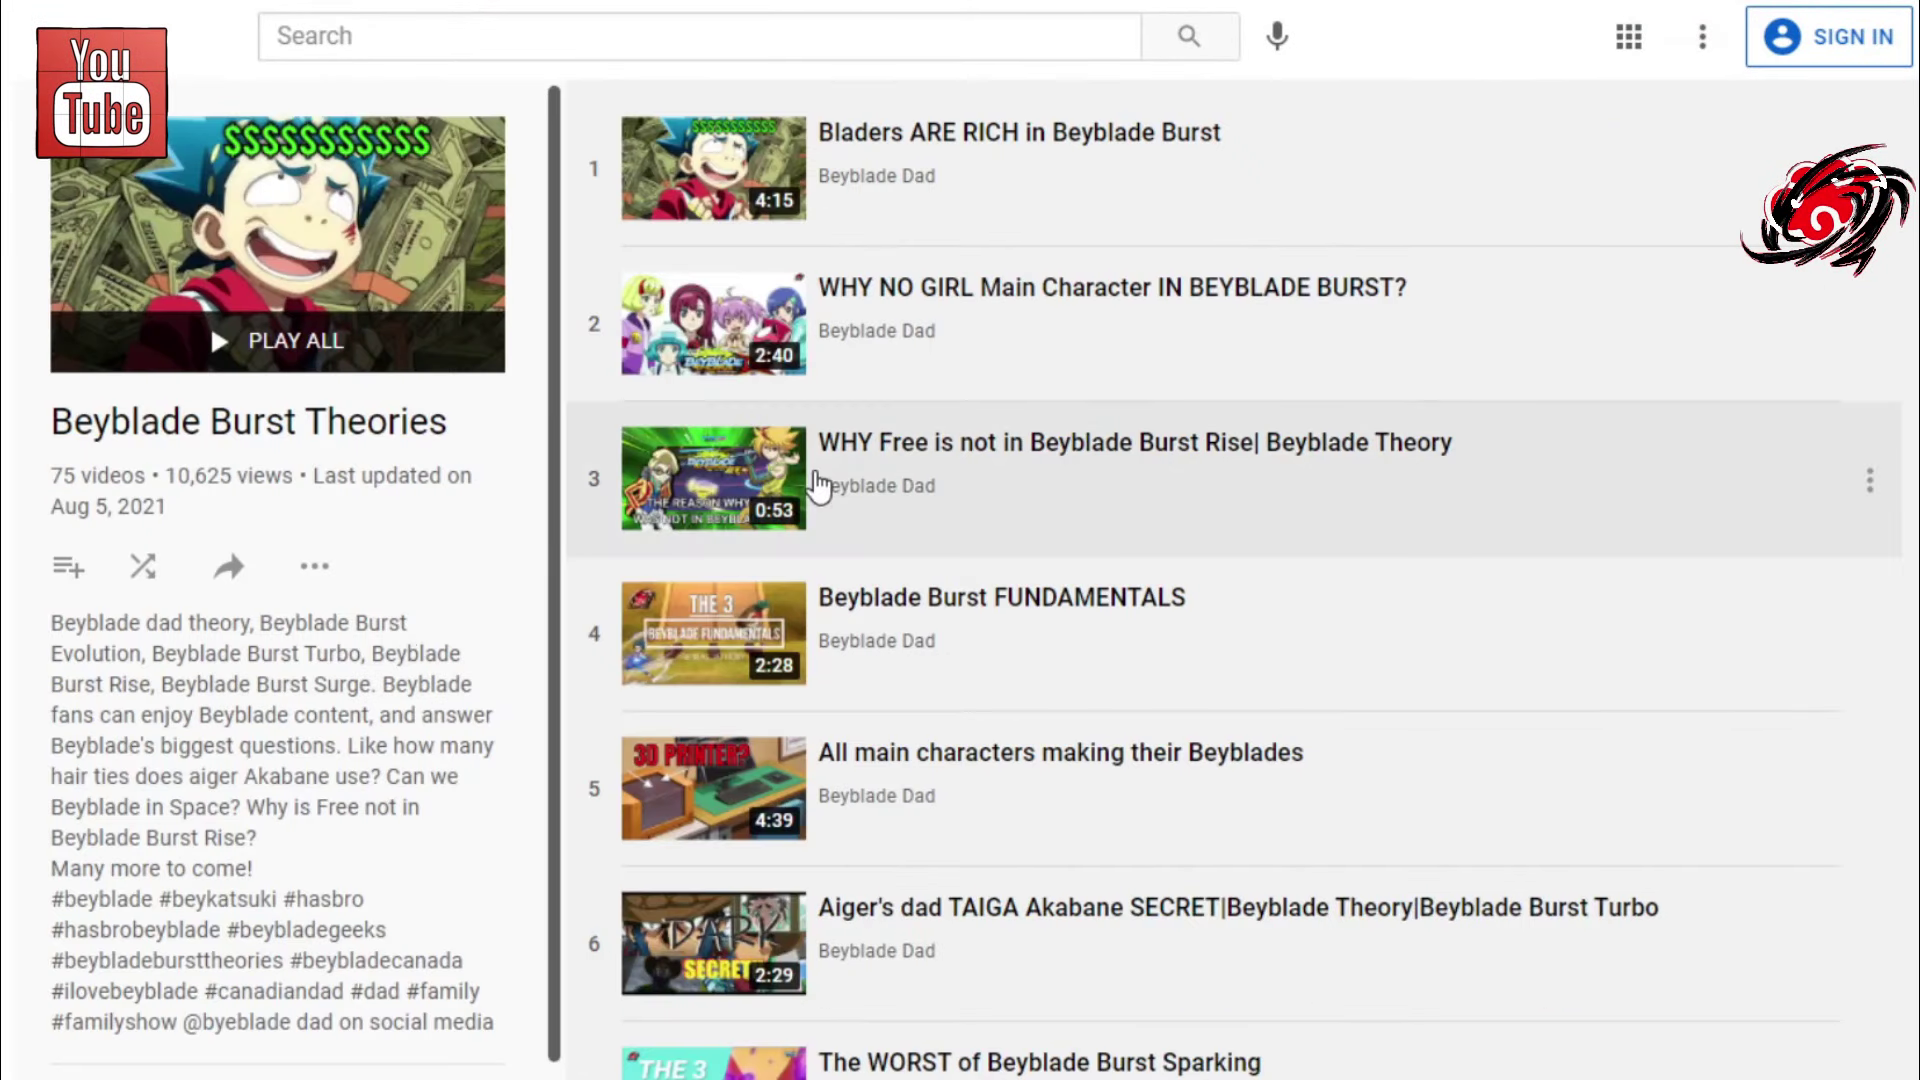 You
Tube
Search
SIGN IN
$$$$$$$$$$$
PLAY ALL
Beyblade Burst Theories
75 videos • 10,625 views • Last updated on
Aug 5, 2021
Beyblade dad theory, Beyblade Burst
Evolution, Beyblade Burst Turbo, Beyblade
Burst Rise, Beyblade Burst Surge. Beyblade
fans can enjoy Beyblade content, and answer
Beyblade's biggest questions. Like how many
hair ties does aiger Akabane use? Can we
Beyblade in Space? Why is Free not in
Beyblade Burst Rise?
Many more to come!
#beyblade #beykatsuki #hasbro
#hasbrobeyblade #beybladegeeks
#beybladebursttheories #beybladecanada
#ilovebeyblade #canadiandad #dad #family
#familyshow @byeblade dad on social media
1
$$$$$$$$$$$
4:15
Bladers ARE RICH in Beyblade Burst
Beyblade Dad
2
BEYBLADE
2:40
WHY NO GIRL Main Character IN BEYBLADE BURST?
Beyblade Dad
3
THE REASON WHY
WAS NOT IN
0:53
WHY Free is not in Beyblade Burst Rise| Beyblade Theory
eyblade Dad
4
THE 3
BEYBLADE FUNDAMENTALS
2:28
Beyblade Burst FUNDAMENTALS
Beyblade Dad
5
3D PRINTER?
4:39
All main characters making their Beyblades
Beyblade Dad
6
DARK
SECRET
2:29
Aiger's dad TAIGA Akabane SECRET|Beyblade Theory|Beyblade Burst Turbo
Beyblade Dad
THE 3
The WORST of Beyblade Burst Sparking